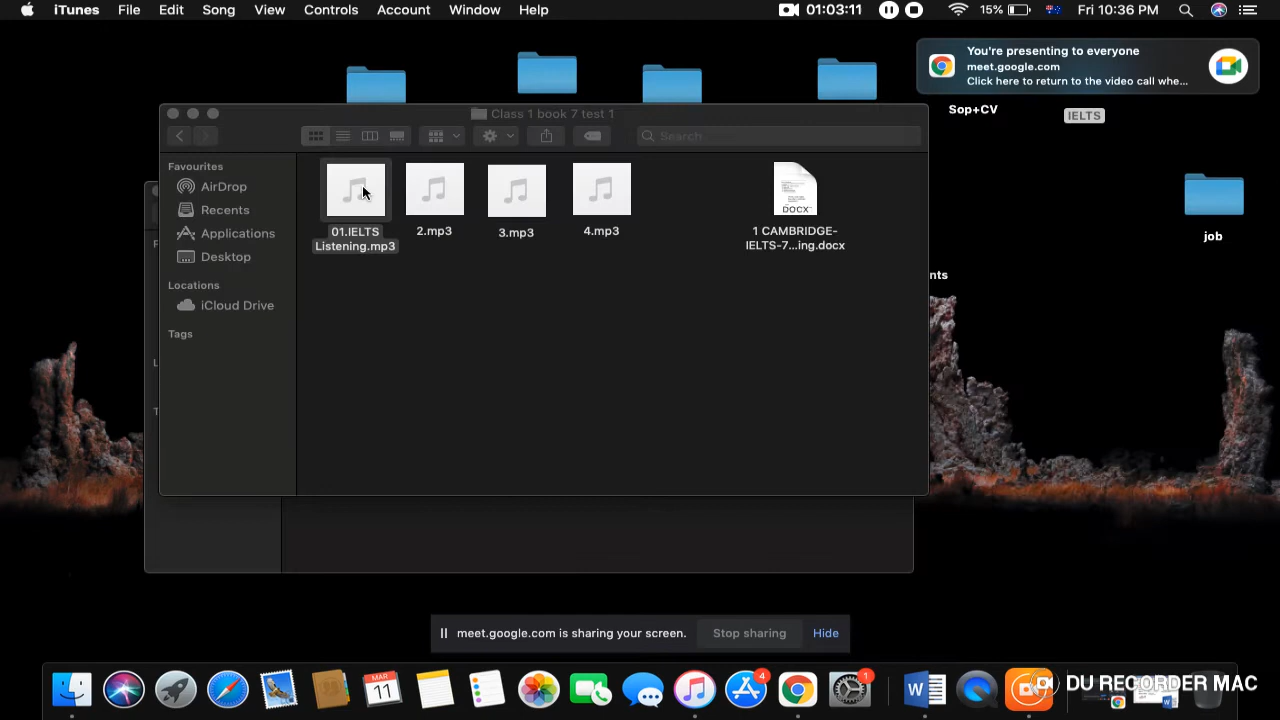 iTunes File Edit Song View Controls Account Window Help 01:03:11 15% Fri 10:36 PM
You're presenting to everyone
meet.google.com
Click here to return to the video call whe...
Sop+CV
IELTS
job
nts
Class 1 book 7 test 1
Search
Favourites
AirDrop
Recents
Applications
Desktop
Locations
iCloud Drive
Tags
01.IELTS
Listening.mp3
2.mp3
3.mp3
4.mp3
DOCX
1 CAMBRIDGE-
IELTS-7...ing.docx
meet.google.com is sharing your screen. Stop sharing Hide
MAR
11
4
1
DU RECORDER MAC